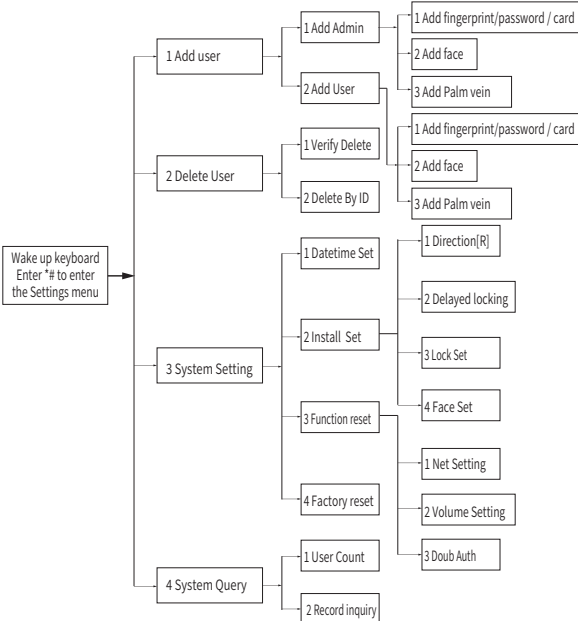 Wake up keyboard
Enter *# to enter
the Settings menu
1 Add user
1 Add Admin
1 Add fingerprint/password / card
2 Add face
3 Add Palm vein
2 Add User
1 Add fingerprint/password / card
2 Add face
3 Add Palm vein
2 Delete User
1 Verify Delete
2 Delete By ID
3 System Setting
1 Datetime Set
2 Install Set
1 Direction[R]
2 Delayed locking
3 Lock Set
4 Face Set
3 Function reset
1 Net Setting
2 Volume Setting
3 Doub Auth
4 Factory reset
4 System Query
1 User Count
2 Record inquiry